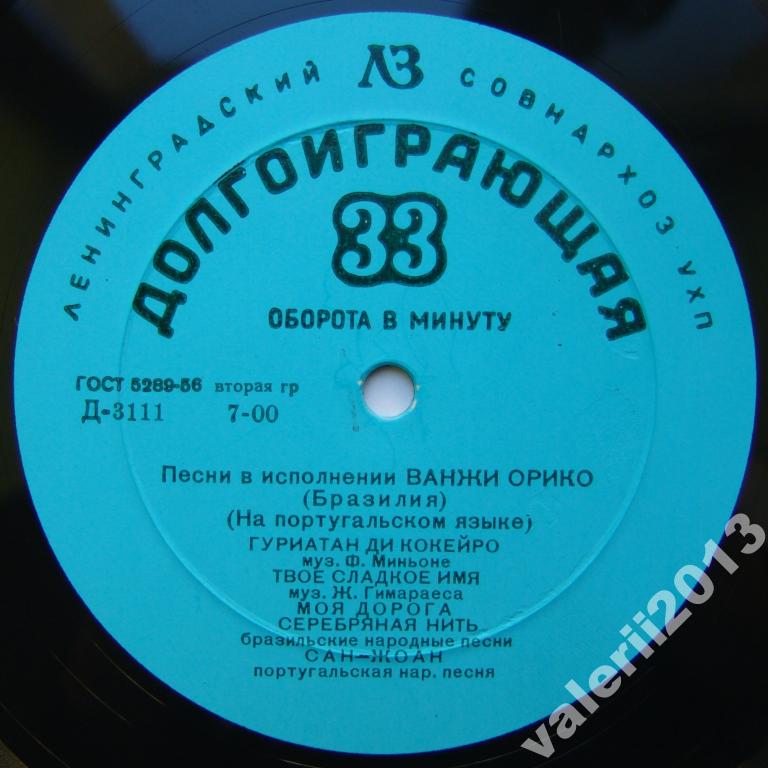 ЛЕНИНГРАДСКИЙ ЛЗ СОВНАРХОЗ УХП
ДОЛГОИГРАЮЩАЯ
33
ОБОРОТА В МИНУТУ
ГОСТ 5289-56 вторая гр
Д-3111 7-00
Песни в исполнении ВАНЖИ ОРИКО
(Бразилия)
(На португальском языке)
ГУРИАТАН ДИ КОКЕЙРО
муз. Ф. Миньоне
ТВОЕ СЛАДКОЕ ИМЯ
муз. Ж. Гимараеса
МОЯ ДОРОГА
СЕРЕБРЯНАЯ НИТЬ
бразильские народные песни
САН-ЖОАН
португальская нар. песня
valerii2013